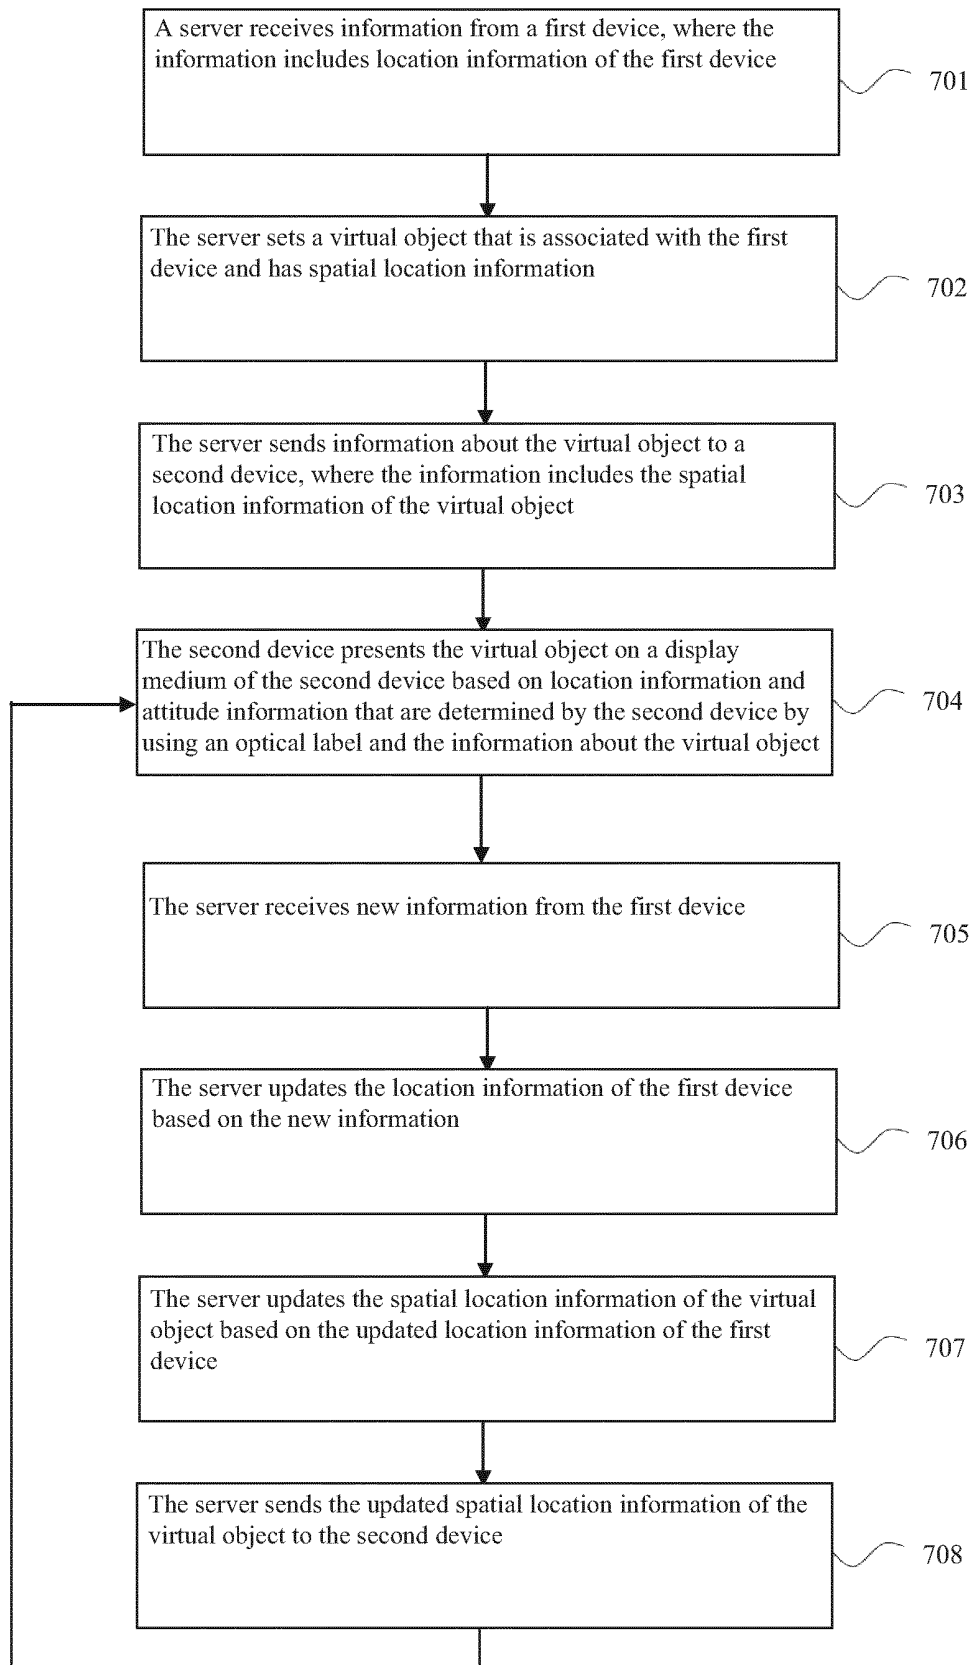 A server receives information from a first device, where the
information includes location information of the first device
701
The server sets a virtual object that is associated with the first
device and has spatial location information
702
The server sends information about the virtual object to a
second device, where the information includes the spatial
location information of the virtual object
703
The second device presents the virtual object on a display
medium of the second device based on location information and
attitude information that are determined by the second device by
using an optical label and the information about the virtual object
704
The server receives new information from the first device
705
The server updates the location information of the first device
based on the new information
706
The server updates the spatial location information of the virtual
object based on the updated location information of the first
device
707
The server sends the updated spatial location information of the
virtual object to the second device
708